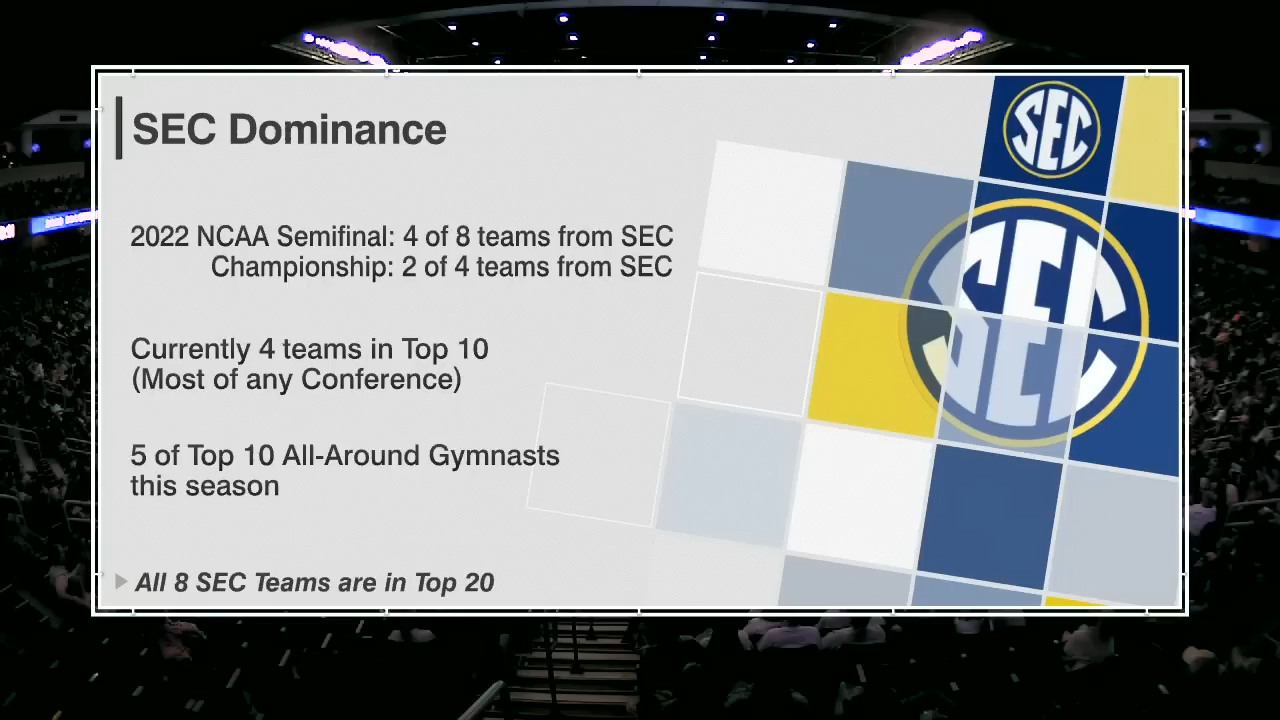 SEC Dominance
SEC
2022 NCAA Semifinal: 4 of 8 teams from SEC
Championship: 2 of 4 teams from SEC
SEC
Currently 4 teams in Top 10
(Most of any Conference)
5 of Top 10 All-Around Gymnasts
this season
All 8 SEC Teams are in Top 20